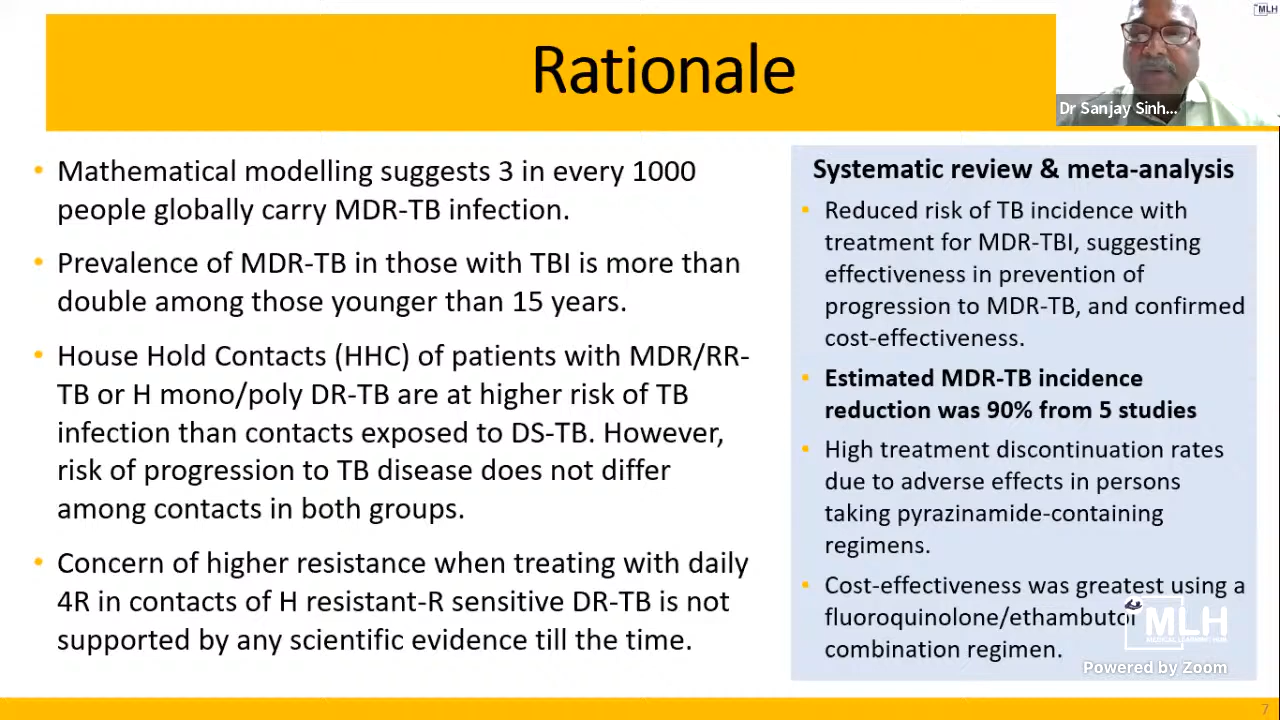 MLH
Rationale
Dr Sanjay Sinh...
• Mathematical modelling suggests 3 in every 1000
people globally carry MDR-TB infection.
• Prevalence of MDR-TB in those with TBI is more than
double among those younger than 15 years.
• House Hold Contacts (HHC) of patients with MDR/RR-
TB or H mono/poly DR-TB are at higher risk of TB
infection than contacts exposed to DS-TB. However,
risk of progression to TB disease does not differ
among contacts in both groups.
• Concern of higher resistance when treating with daily
4R in contacts of H resistant-R sensitive DR-TB is not
supported by any scientific evidence till the time.
Systematic review & meta-analysis
▪ Reduced risk of TB incidence with
treatment for MDR-TBI, suggesting
effectiveness in prevention of
progression to MDR-TB, and confirmed
cost-effectiveness.
▪ Estimated MDR-TB incidence
reduction was 90% from 5 studies
▪ High treatment discontinuation rates
due to adverse effects in persons
taking pyrazinamide-containing
regimens.
▪ Cost-effectiveness was greatest using a
fluoroquinolone/ethambutol
combination regimen.
MLH
MEDICAL LEARNING HUB
Powered by Zoom
7